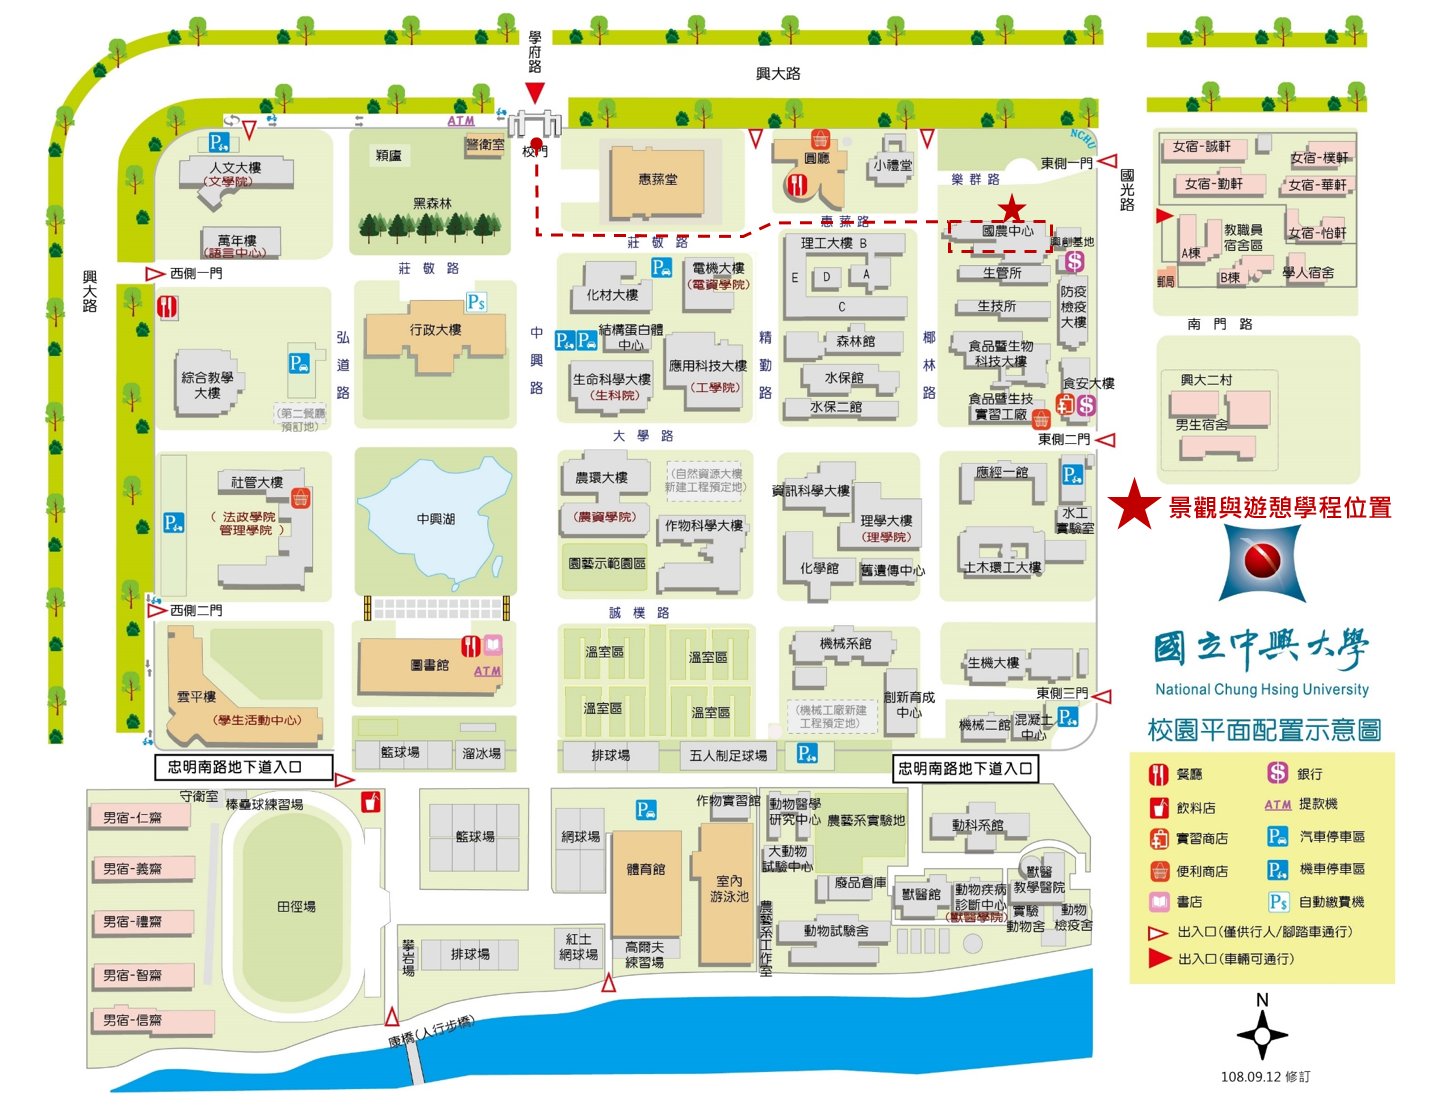 學府路
興大路
興大路
ATM
校門
警衛室
穎廬
黑森林
人文大樓
(文學院)
萬年樓
(語言中心)
西側一門
莊敬路
惠蓀堂
圓廳
小禮堂
NCHU
東側一門
國光路
樂群路
惠蓀路
莊敬路
國農中心
興創基地
生管所
生技所
防疫檢疫大樓
理工大樓 B
E
D
A
C
森林館
水保館
水保二館
電機大樓
(電資學院)
化材大樓
結構蛋白體
中心
生命科學大樓
(生科院)
應用科技大樓
(工學院)
行政大樓
弘道路
中興路
精勤路
椰林路
綜合教學
大樓
(第二餐廳
預訂地)
食品暨生物
科技大樓
食品暨生技
實習工廠
食安大樓
東側二門
大學路
女宿-誠軒
女宿-樸軒
女宿-勤軒
女宿-華軒
女宿-怡軒
A棟
教職員
宿舍區
B棟
學人宿舍
郵局
南門路
興大二村
男生宿舍
社管大樓
( 法政學院
管理學院 )
中興湖
農環大樓
(農資學院)
(自然資源大樓
新建工程預定地)
作物科學大樓
園藝示範園區
資訊科學大樓
理學大樓
(理學院)
化學館
舊遺傳中心
應經一館
水工
實驗室
土木環工大樓
景觀與遊憩學程位置
西側二門
誠樸路
雲平樓
(學生活動中心)
圖書館
ATM
溫室區
溫室區
溫室區
溫室區
機械系館
創新育成
中心
(機械工廠新建
工程預定地)
生機大樓
東側三門
機械二館
混凝土
中心
國立中興大學
National Chung Hsing University
校園平面配置示意圖
籃球場
溜冰場
排球場
五人制足球場
忠明南路地下道入口
忠明南路地下道入口
守衛室
棒壘球練習場
男宿-仁齋
男宿-義齋
男宿-禮齋
男宿-智齋
男宿-信齋
田徑場
籃球場
網球場
體育館
室內
游泳池
作物實習館
動物醫學
研究中心
農藝系實驗地
大動物
試驗中心
廢品倉庫
動科系館
獸醫館
動物疾病
診斷中心
(獸醫學院)
獸醫
教學醫院
實驗
動物舍
動物
檢疫舍
動物試驗舍
農藝系工作室
攀岩場
排球場
紅土
網球場
高爾夫
練習場
康橋(人行步橋)
餐廳
飲料店
實習商店
便利商店
書店
銀行
ATM 提款機
汽車停車區
機車停車區
自動繳費機
出入口(僅供行人/腳踏車通行)
出入口(車輛可通行)
N
108.09.12 修訂